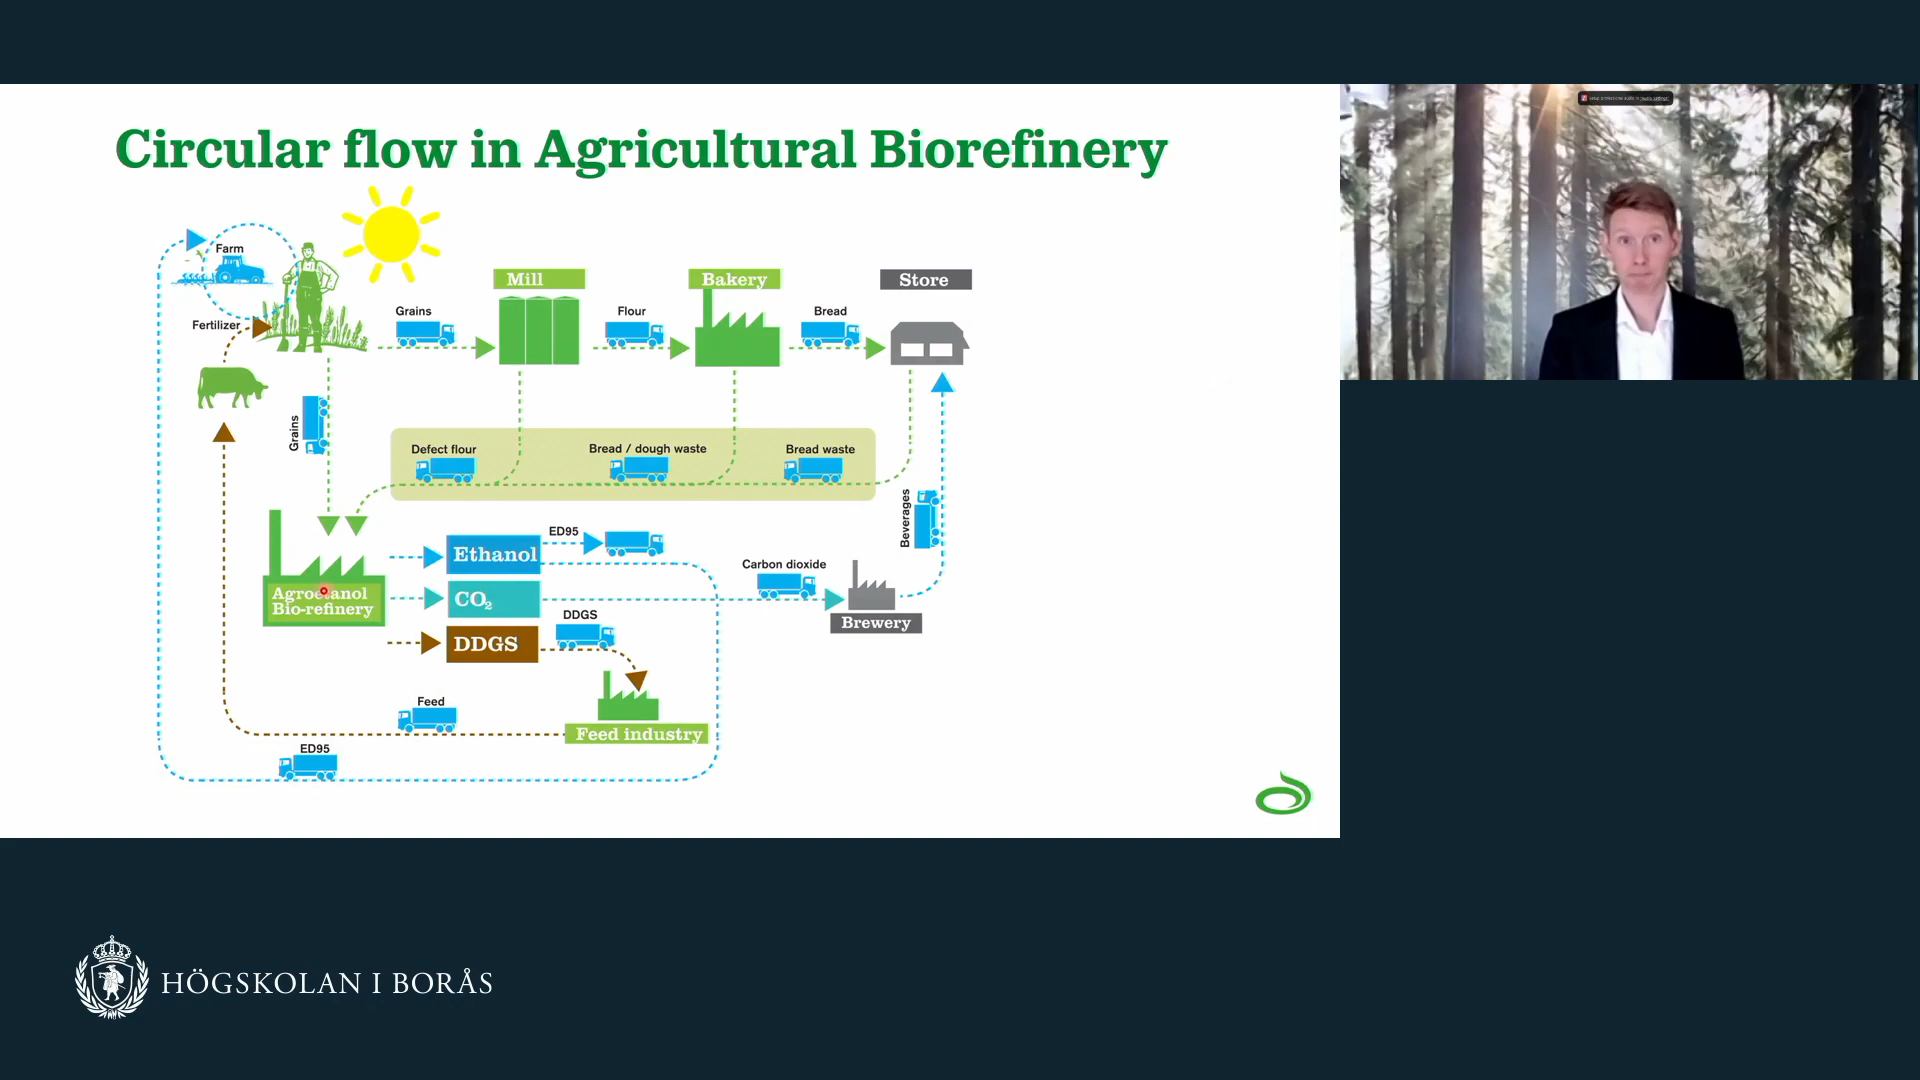 Circular flow in Agricultural Biorefinery
Farm
Fertilizer
Grains
Mill
Flour
Bakery
Bread
Store
Grains
Defect flour
Bread / dough waste
Bread waste
Beverages
Agroetanol
Bio-refinery
Ethanol
ED95
CO₂
Carbon dioxide
Brewery
DDGS
DDGS
Feed industry
Feed
ED95
HÖGSKOLAN I BORÅS